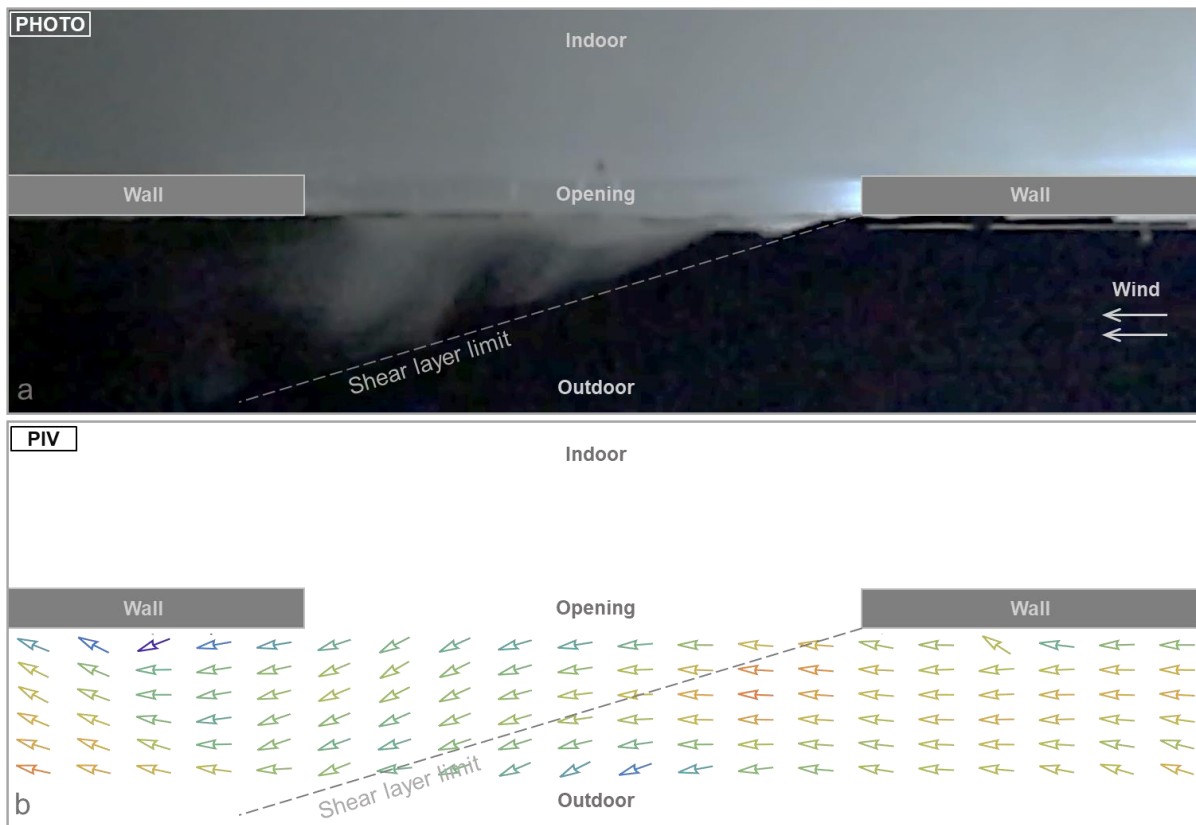 PHOTO
Indoor
Wall
Opening
Wall
Wind
Shear layer limit
Outdoor
a
PIV
Indoor
Wall
Opening
Wall
Shear layer limit
Outdoor
b